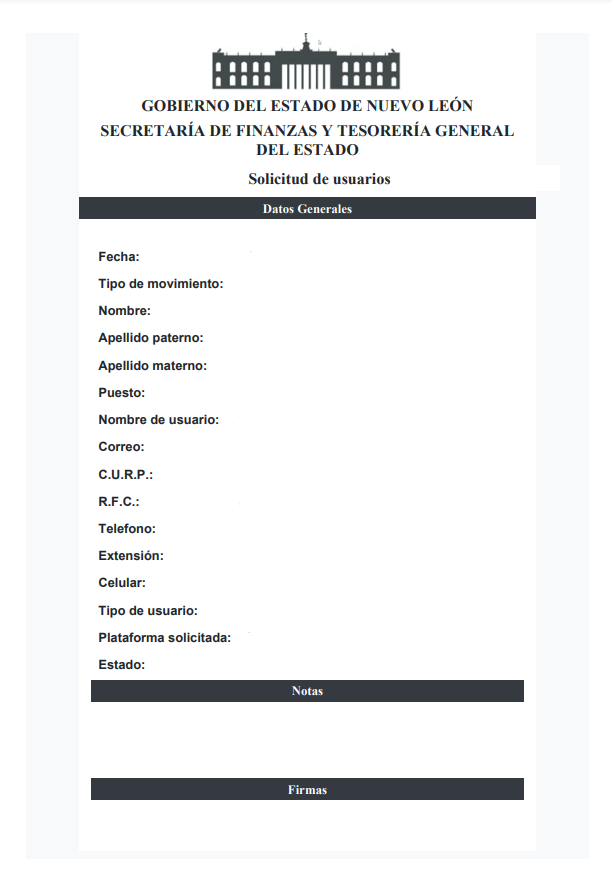 GOBIERNO DEL ESTADO DE NUEVO LEÓN
SECRETARÍA DE FINANZAS Y TESORERÍA GENERAL
DEL ESTADO
Solicitud de usuarios
Datos Generales
Fecha:
Tipo de movimiento:
Nombre:
Apellido paterno:
Apellido materno:
Puesto:
Nombre de usuario:
Correo:
C.U.R.P.:
R.F.C.:
Telefono:
Extensión:
Celular:
Tipo de usuario:
Plataforma solicitada:
Estado:
Notas
Firmas